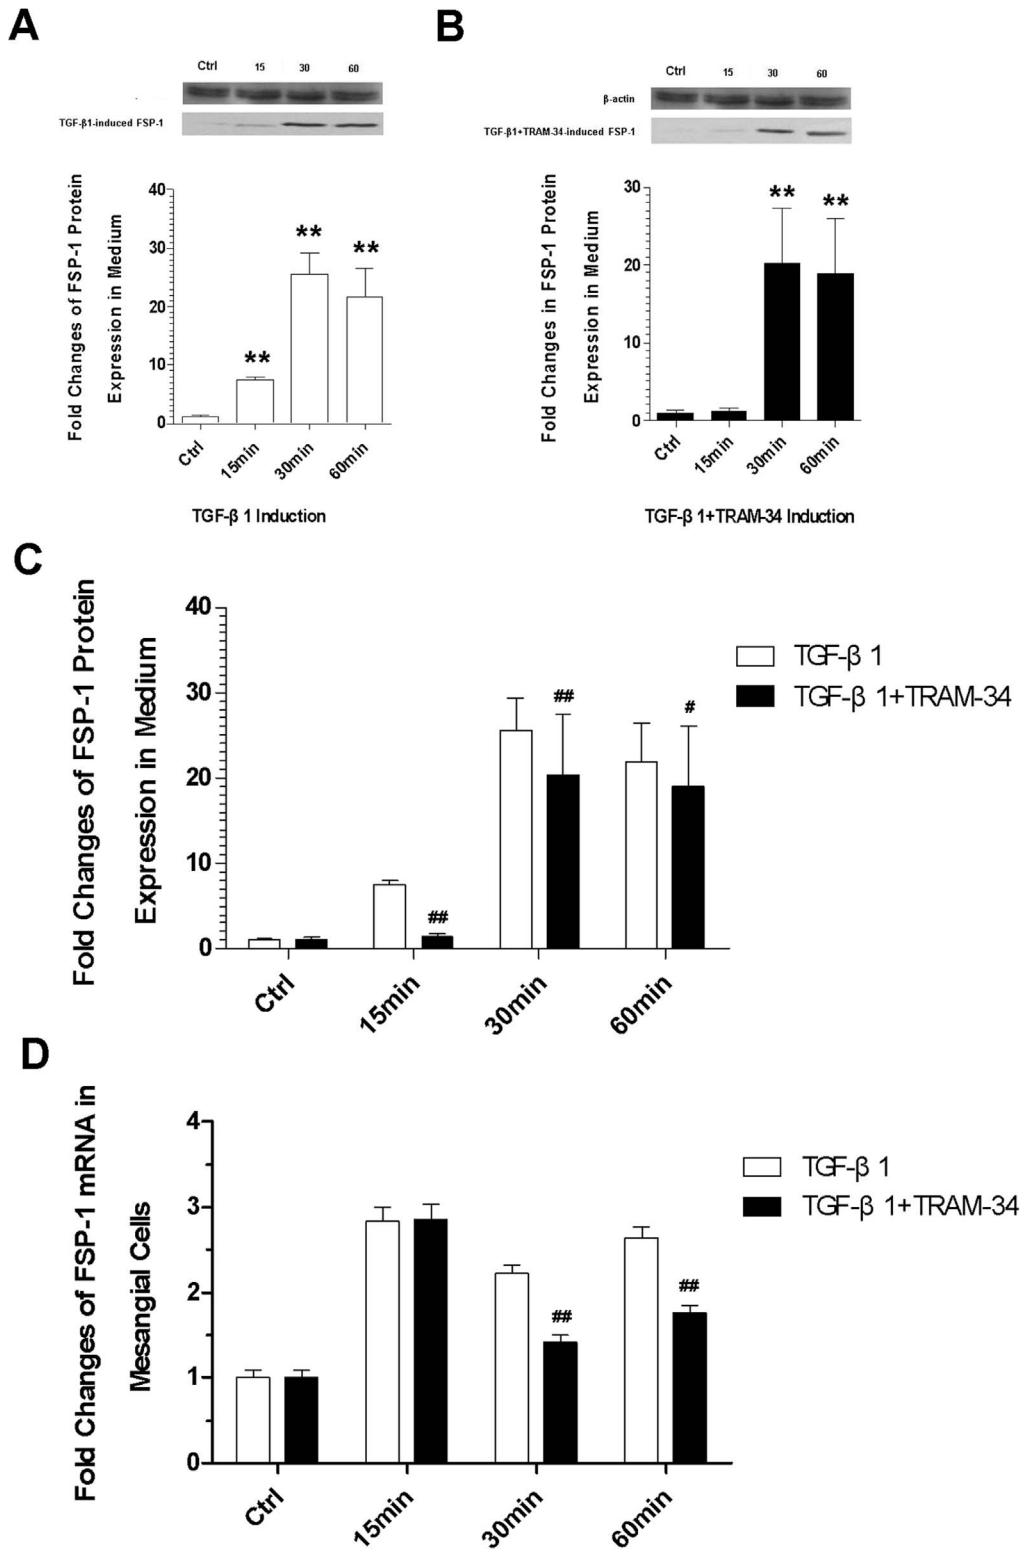 A
Ctrl 15 30 60
TGF-β1-induced FSP-1
Fold Changes of FSP-1 Protein
Expression in Medium
40
30
20
10
0
**
**
**
Ctrl
15min
30min
60min
TGF-β 1 Induction
B
Ctrl 15 30 60
β-actin
TGF-β1+TRAM-34-induced FSP-1
Fold Changes in FSP-1 Protein
Expression in Medium
30
20
10
0
**
**
Ctrl
15min
30min
60min
TGF-β 1+TRAM-34 Induction
C
Fold Changes of FSP-1 Protein
Expression in Medium
40
30
20
10
0
##
##
#
Ctrl
15min
30min
60min
TGF-β 1
TGF-β 1+TRAM-34
D
Fold Changes of FSP-1 mRNA in
Mesangial Cells
4
3
2
1
0
##
##
Ctrl
15min
30min
60min
TGF-β 1
TGF-β 1+TRAM-34